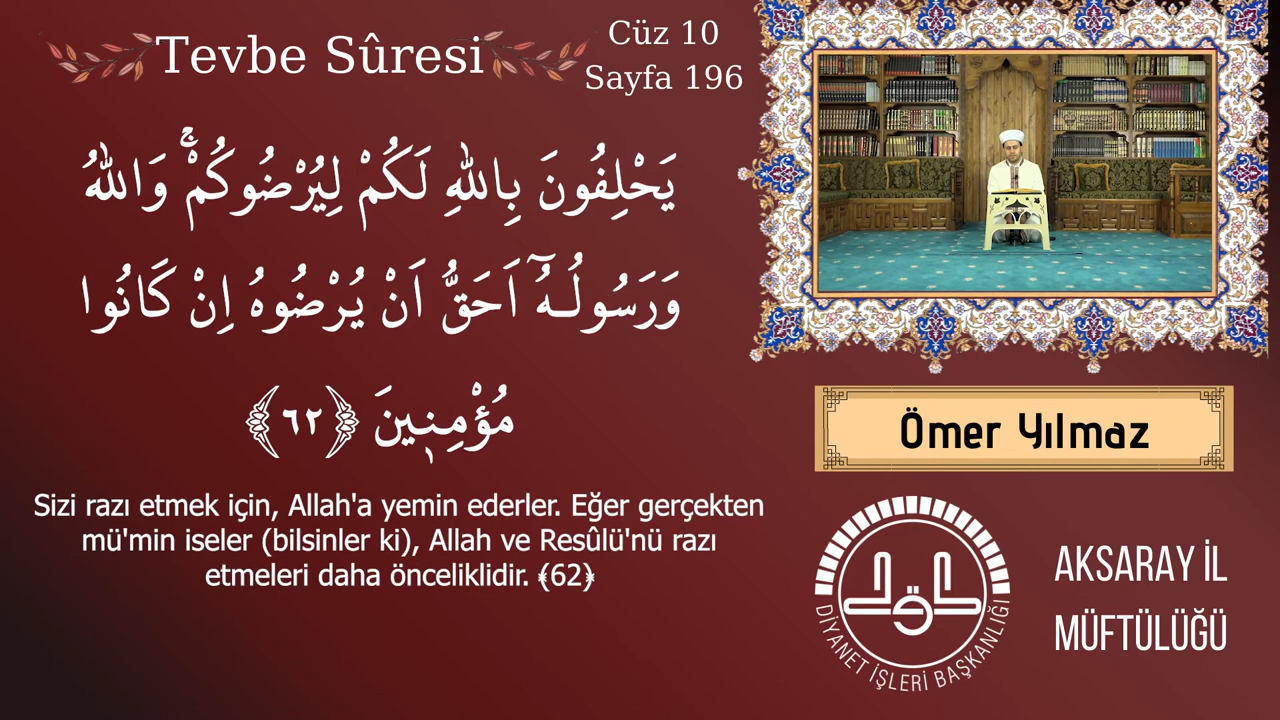 Tevbe Sûresi
Cüz 10
Sayfa 196
يَحْلِفُونَ بِاللّٰهِ لَكُمْ لِيُرْضُوكُمْۚ وَاللّٰهُ
وَرَسُولُـهُٓ اَحَقُّ اَنْ يُرْضُوهُ اِنْ كَانُوا
مُؤْمِن۪ينَ ﴿٦٢﴾
Sizi razı etmek için, Allah'a yemin ederler. Eğer gerçekten
mü'min iseler (bilsinler ki), Allah ve Resûlü'nü razı
etmeleri daha önceliklidir. ﴾62﴿
Ömer Yılmaz
DİYANET İŞLERİ BAŞKANLIĞI
AKSARAY İL
MÜFTÜLÜĞÜ